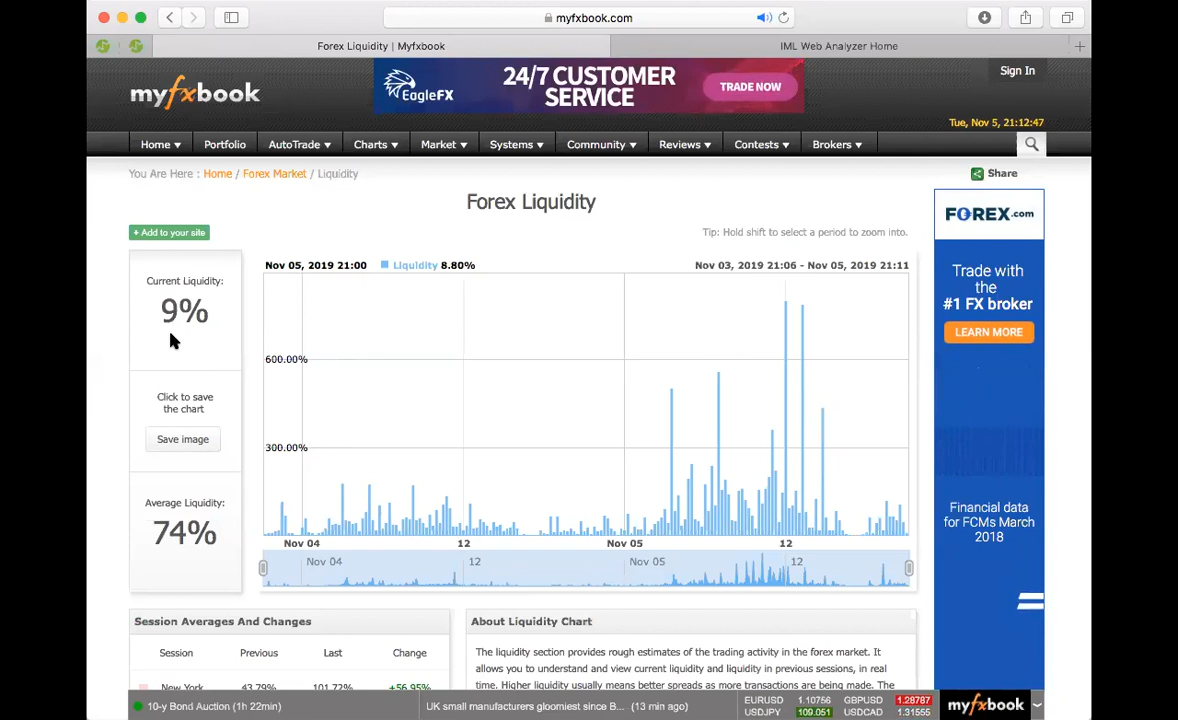 myfxbook.com
Forex Liquidity | Myfxbook
IML Web Analyzer Home
myfxbook
EagleFX
24/7 CUSTOMER
SERVICE
TRADE NOW
Sign In
Tue, Nov 5, 21:12:47
Home Portfolio AutoTrade Charts Market Systems Community Reviews Contests Brokers
You Are Here : Home / Forex Market / Liquidity
Share
Forex Liquidity
+ Add to your site
Tip: Hold shift to select a period to zoom into.
Nov 05, 2019 21:00 Liquidity 8.80% Nov 03, 2019 21:06 - Nov 05, 2019 21:11
Current Liquidity:
9%
Click to save
the chart
Save image
Average Liquidity:
74%
600.00%
300.00%
Nov 04 12 Nov 05 12
Nov 04 12 Nov 05 12
FOREX.com
Trade with
the
#1 FX broker
LEARN MORE
Financial data
for FCMs March
2018
Session Averages And Changes
Session Previous Last Change
New York 43.79% 101.72% +56.95%
About Liquidity Chart
The liquidity section provides rough estimates of the trading activity in the forex market. It
allows you to understand and view current liquidity and liquidity in previous sessions, in real
time. Higher liquidity usually means better spreads as more transactions are being made. The
10-y Bond Auction (1h 22min)
UK small manufacturers gloomiest since B... (13 min ago)
EURUSD 1.10756 GBPUSD 1.28787
USDJPY 109.051 USDCAD 1.31555
myfxbook